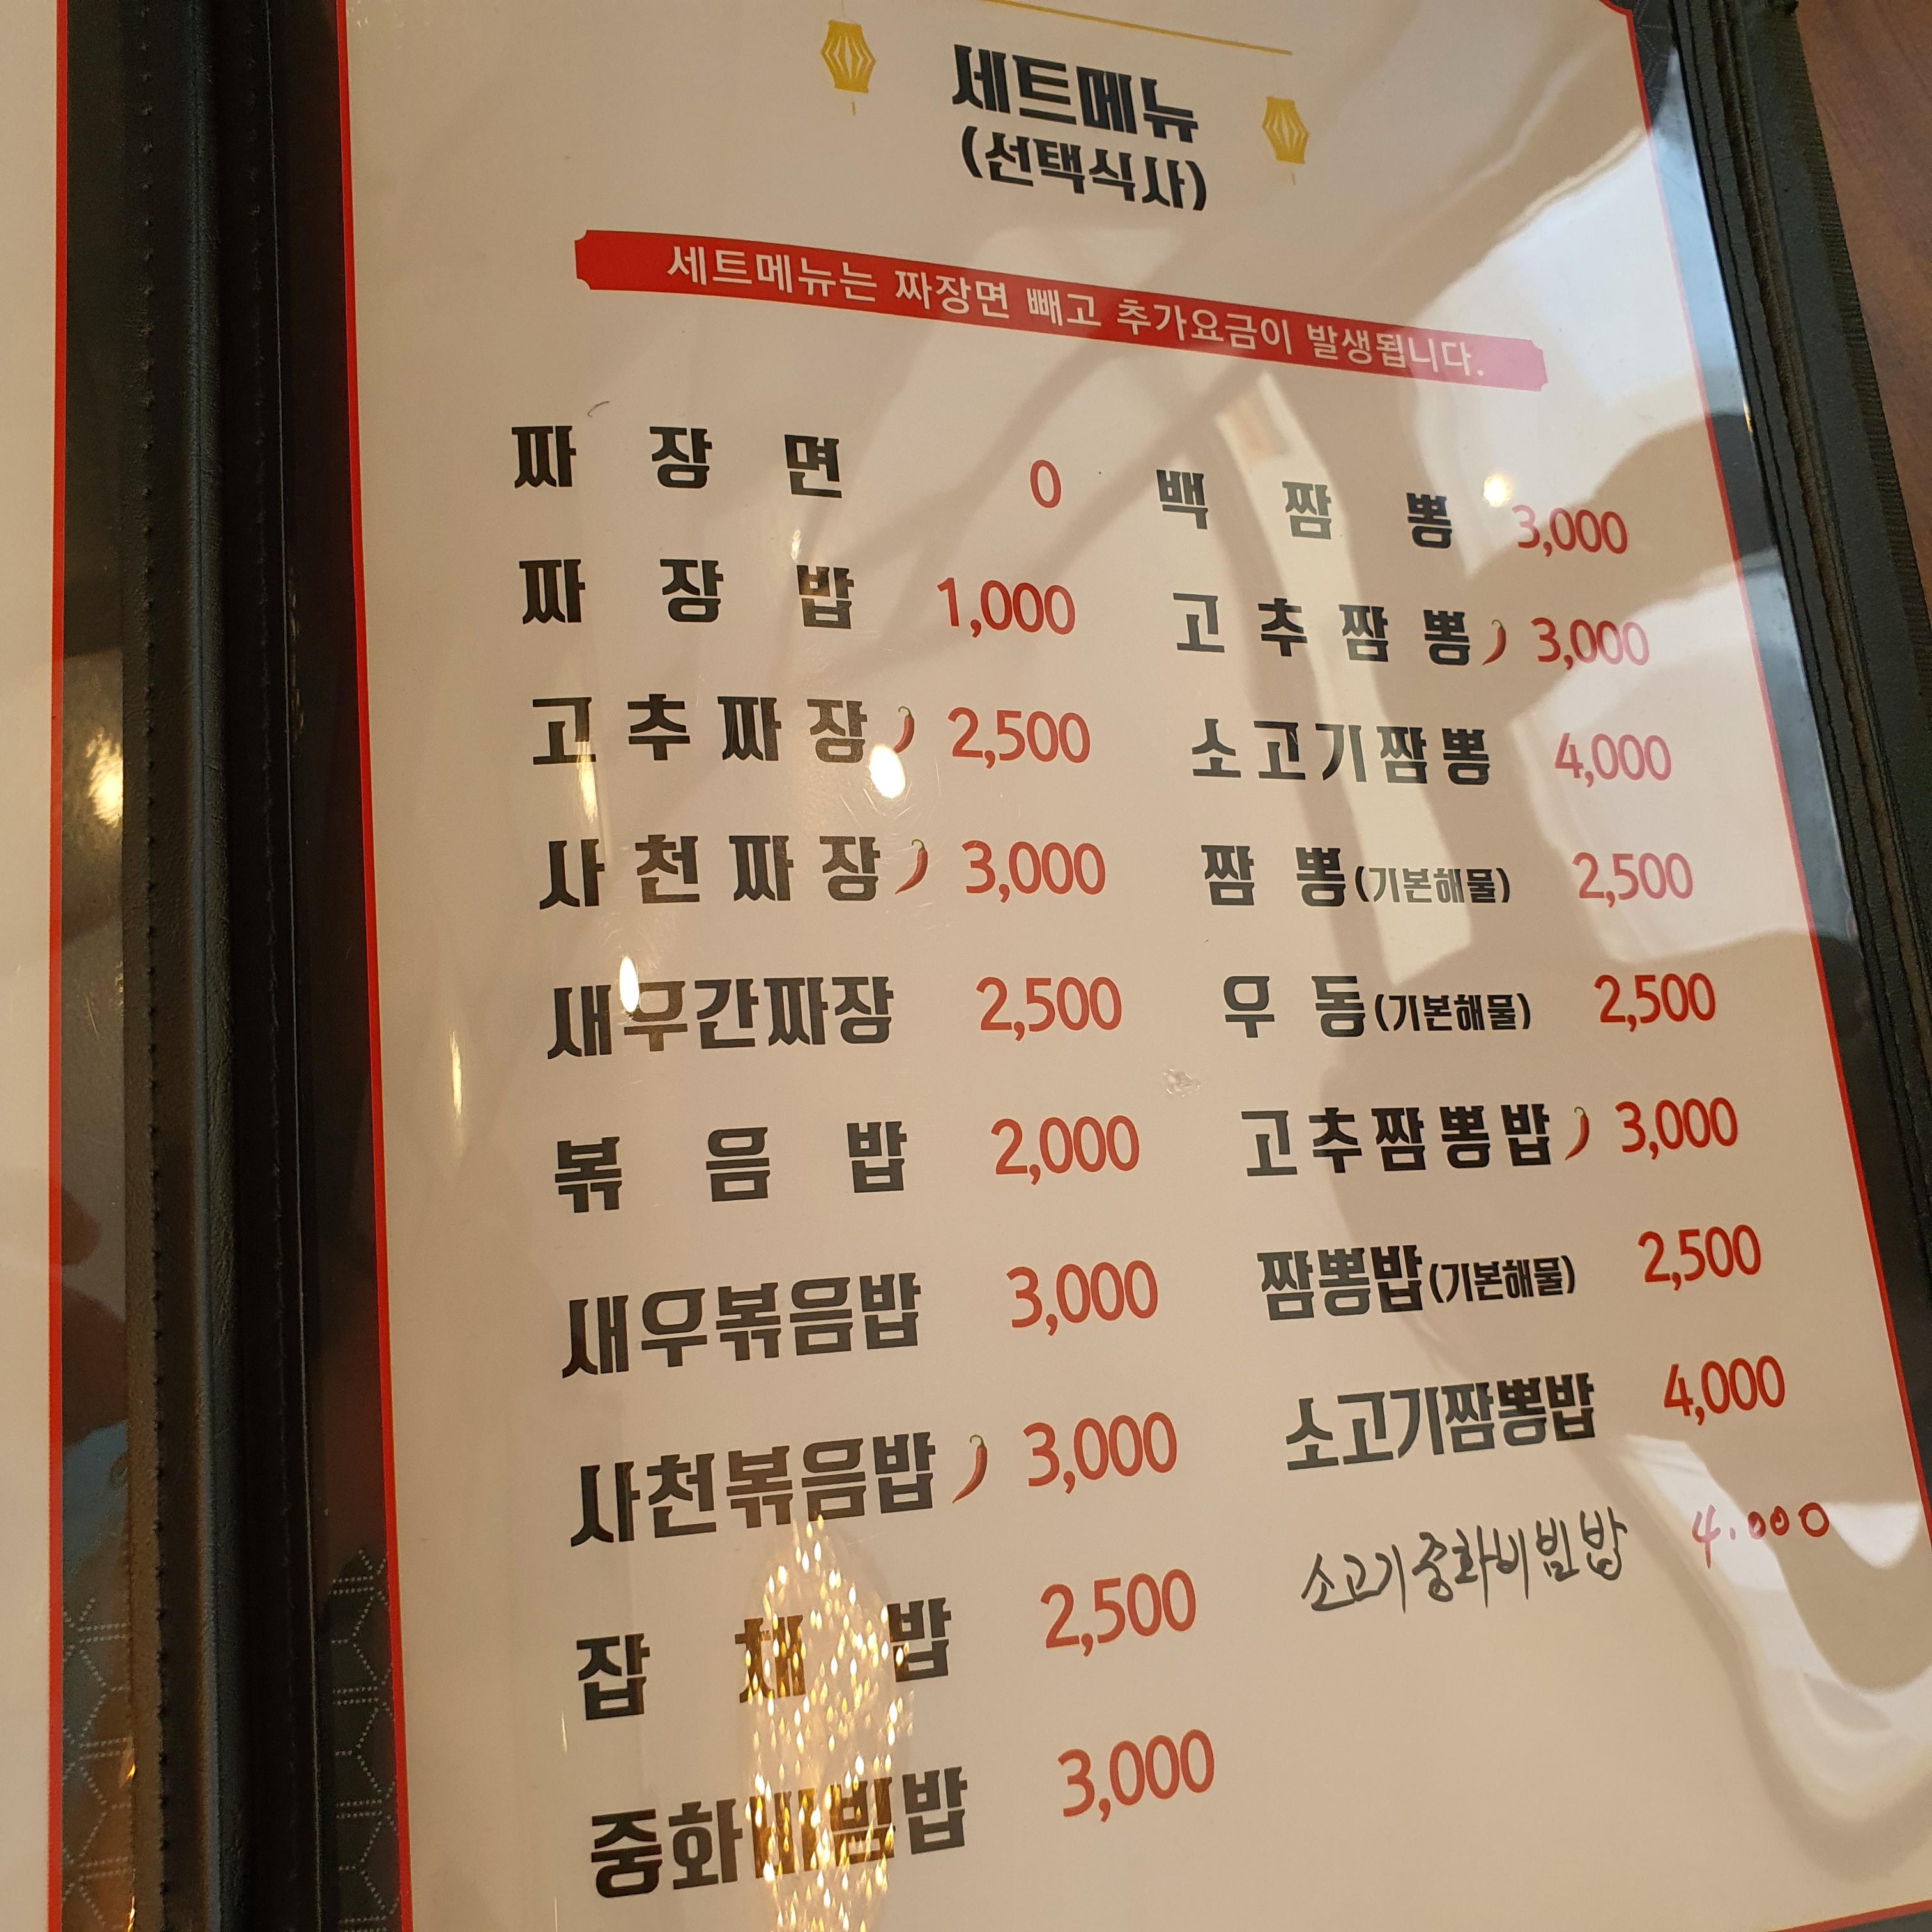 세트메뉴
(선택식사)
세트메뉴는 짜장면 빼고 추가요금이 발생됩니다.
짜장면 0
짜장밥 1,000
고추짜장 2,500
사천짜장 3,000
새우간짜장 2,500
볶음밥 2,000
새우볶음밥 3,000
사천볶음밥 3,000
잡채밥 2,500
중화비빔밥 3,000
백짬뽕 3,000
고추짬뽕 3,000
소고기짬뽕 4,000
짬뽕(기본해물) 2,500
우동(기본해물) 2,500
고추짬뽕밥 3,000
짬뽕밥(기본해물) 2,500
소고기짬뽕밥 4,000
소고기중화비빔밥 4.000